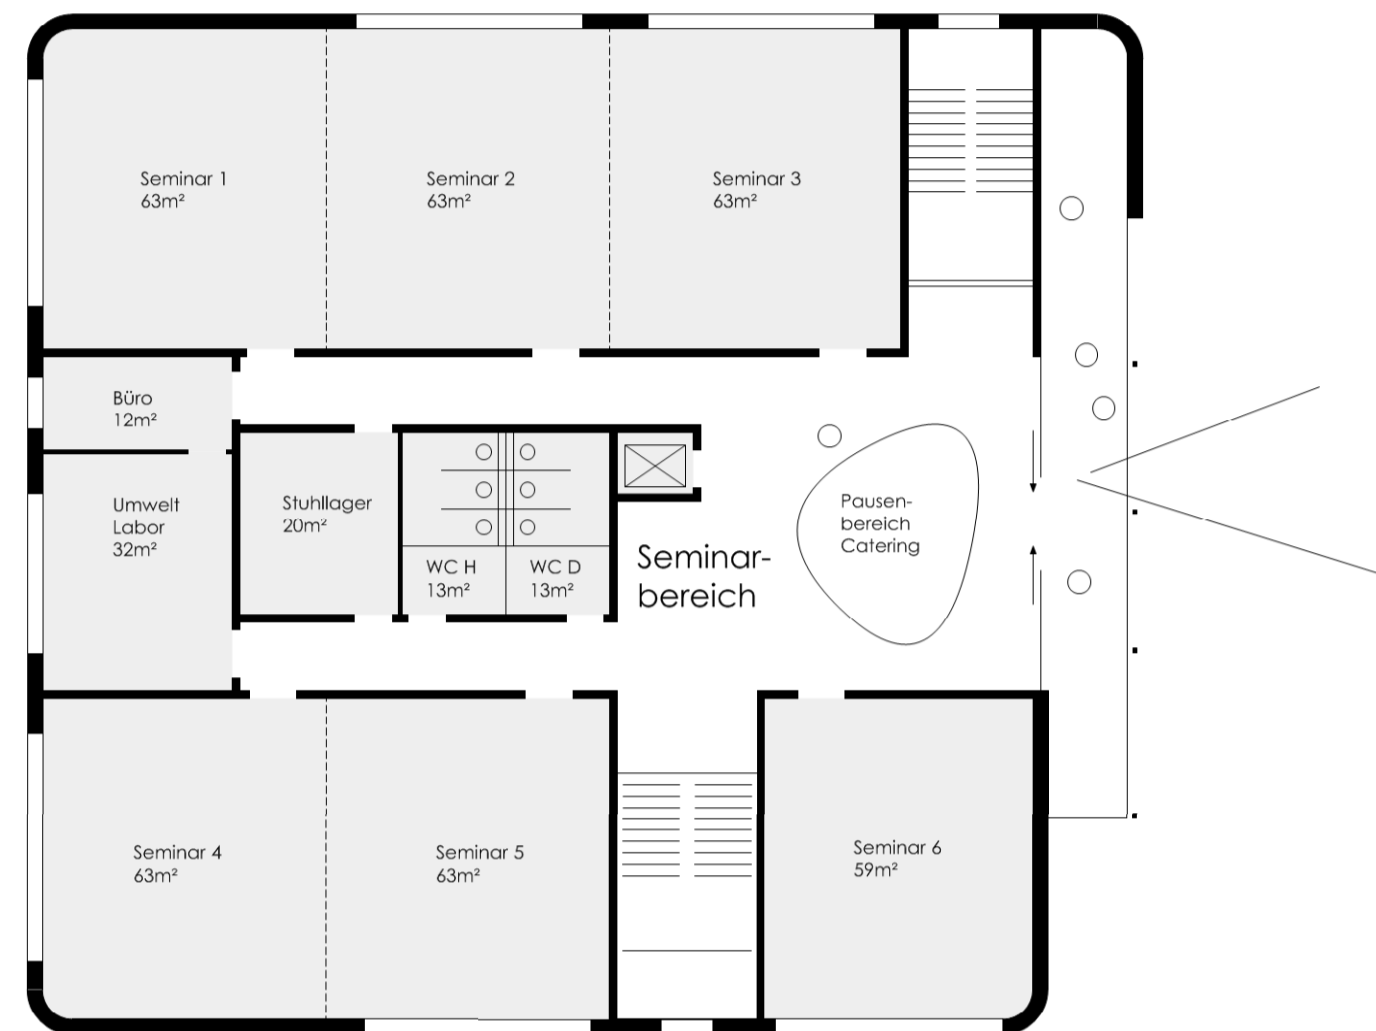 Seminar 1
63m²
Seminar 2
63m²
Seminar 3
63m²
Büro
12m²
Umwelt
Labor
32m²
Stuhllager
20m²
WC H
13m²
WC D
13m²
Seminar-
bereich
Pausen-
bereich
Catering
Seminar 4
63m²
Seminar 5
63m²
Seminar 6
59m²